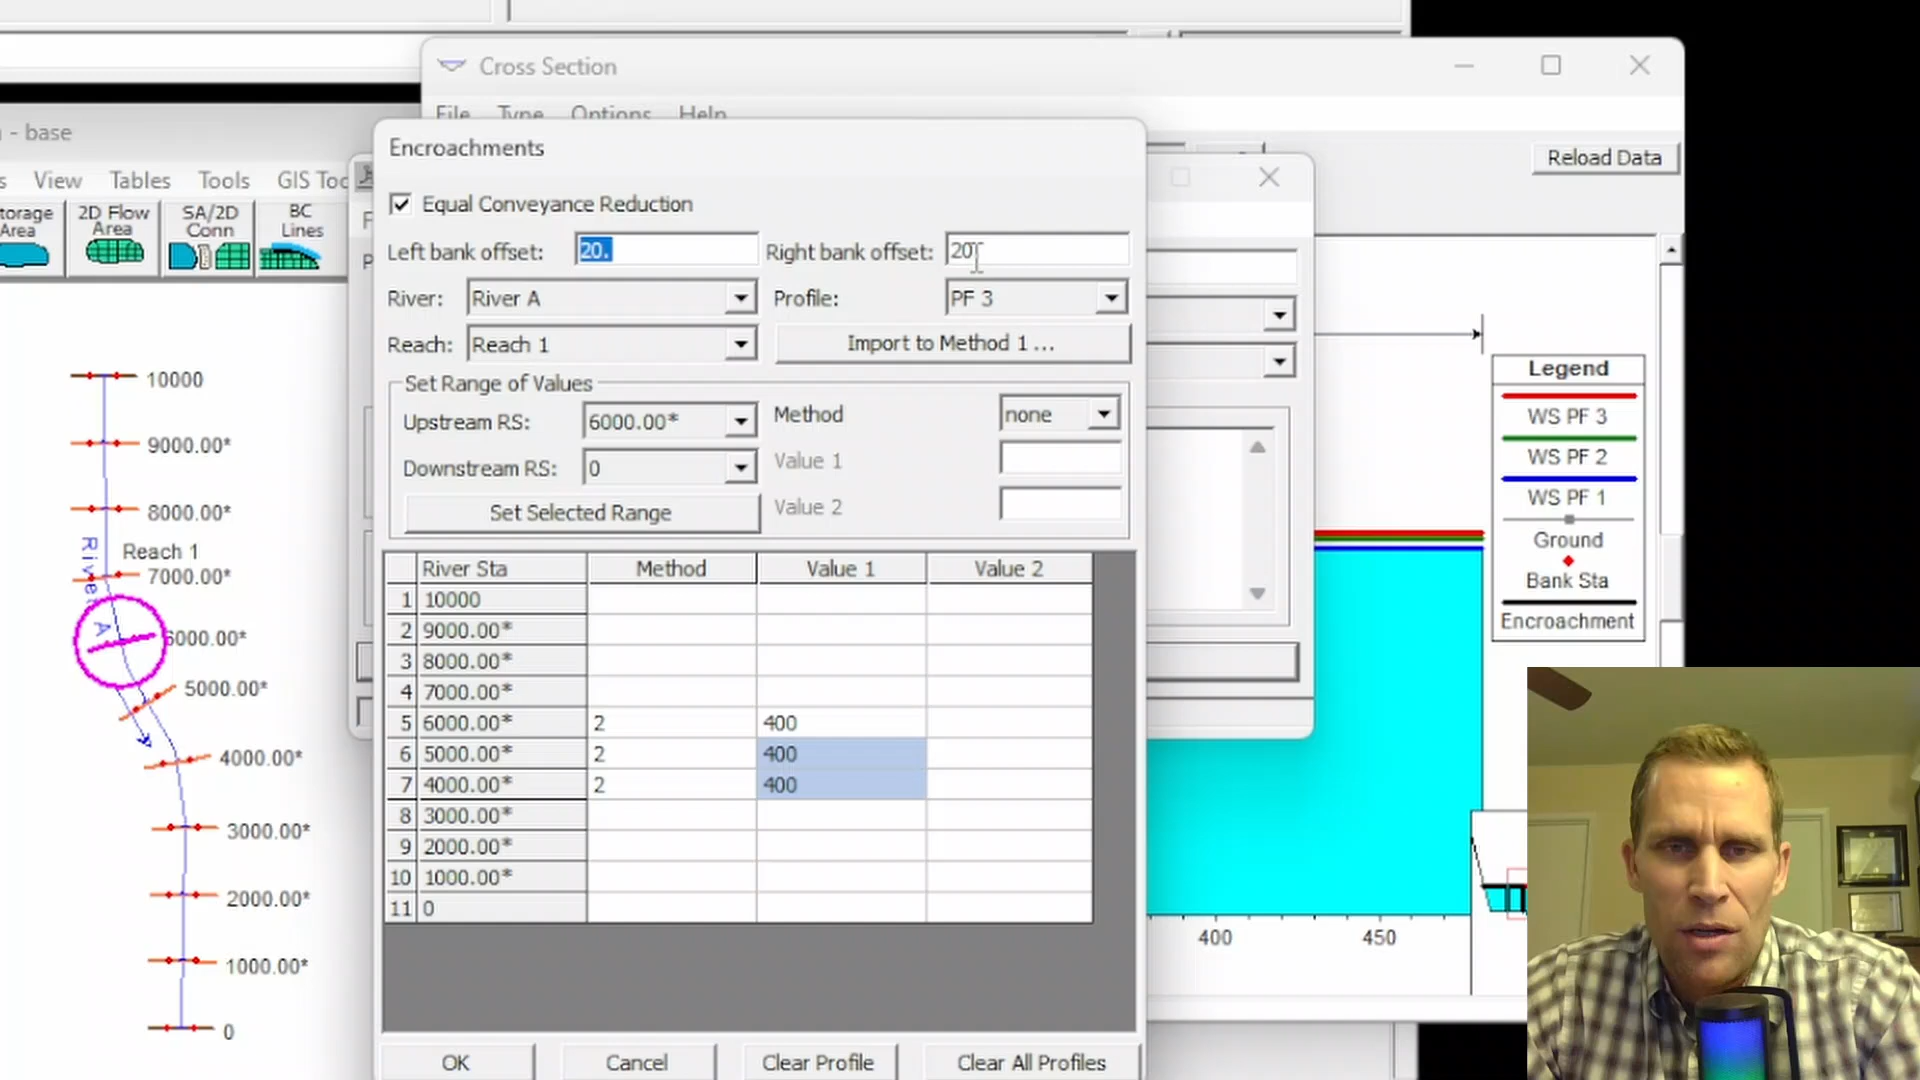 Cross Section
File Type Options Help
- base
Encroachments
Reload Data
View Tables Tools
Equal Conveyance Reduction
torage Area
2D Flow Area
SA/2D Conn
BC Lines
Left bank offset: 20. Right bank offset: 20
River: River A Profile: PF 3
Reach: Reach 1 Import to Method 1 ...
Set Range of Values
Upstream RS: 6000.00* Method none
Downstream RS: 0 Value 1
Set Selected Range Value 2
River Sta Method Value 1 Value 2
1 10000
2 9000.00*
3 8000.00*
4 7000.00*
5 6000.00* 2 400
6 5000.00* 2 400
7 4000.00* 2 400
8 3000.00*
9 2000.00*
10 1000.00*
11 0
OK Cancel Clear Profile Clear All Profiles
10000
9000.00*
8000.00*
Reach 1
7000.00*
River A
6000.00*
5000.00*
4000.00*
3000.00*
2000.00*
1000.00*
0
Legend
WS PF 3
WS PF 2
WS PF 1
Ground
Bank Sta
Encroachment
400 450